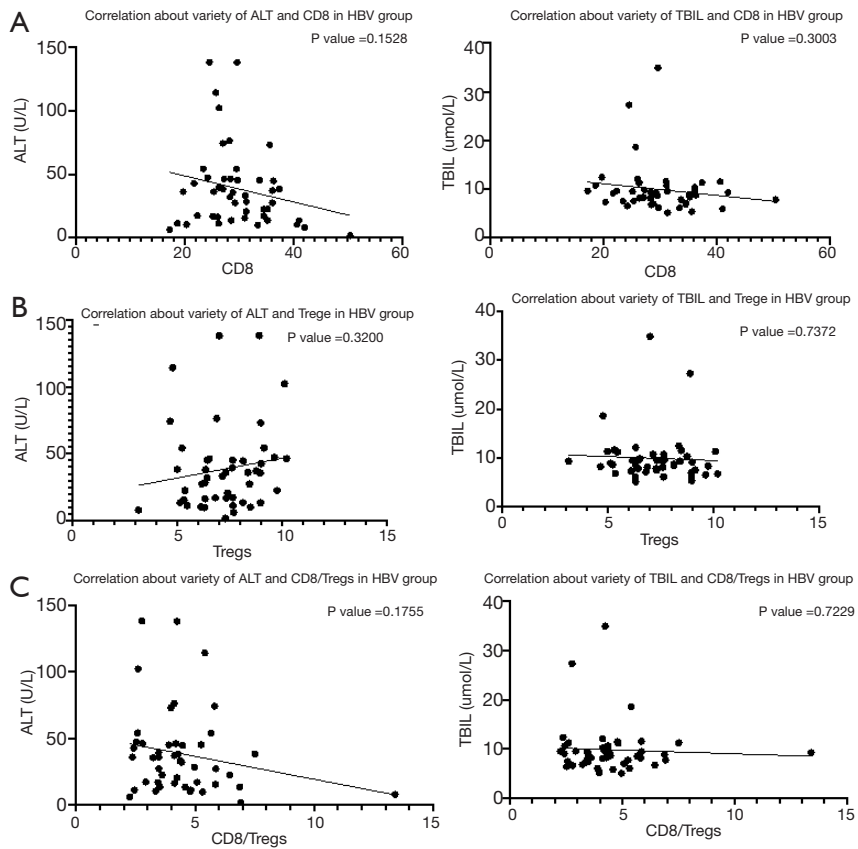 A
Correlation about variety of ALT and CD8 in HBV group
P value =0.1528
ALT (U/L)
150
100
50
0
0
20
40
60
CD8
Correlation about variety of TBIL and CD8 in HBV group
P value =0.3003
TBIL (umol/L)
40
30
20
10
0
0
20
40
60
CD8
B
Correlation about variety of ALT and Trege in HBV group
P value =0.3200
ALT (U/L)
150
100
50
0
0
5
10
15
Tregs
Correlation about variety of TBIL and Trege in HBV group
P value =0.7372
TBIL (umol/L)
40
30
20
10
0
0
5
10
15
Tregs
C
Correlation about variety of ALT and CD8/Tregs in HBV group
P value =0.1755
ALT (U/L)
150
100
50
0
0
5
10
15
CD8/Tregs
Correlation about variety of TBIL and CD8/Tregs in HBV group
P value =0.7229
TBIL (umol/L)
40
30
20
10
0
0
5
10
15
CD8/Tregs